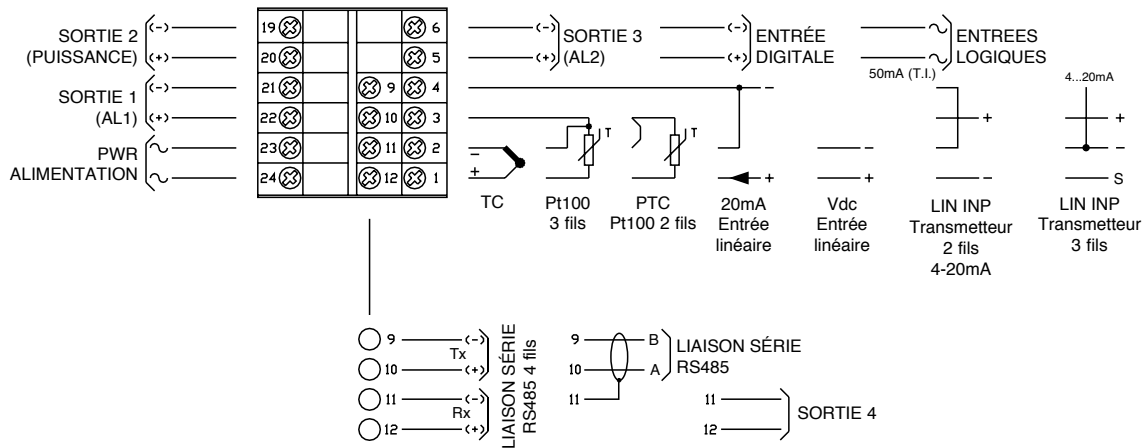 SORTIE 2
(PUISSANCE)
(-)
(+)
SORTIE 1
(AL1)
(-)
(+)
PWR
ALIMENTATION
19
20
21
22
23
24
9
10
11
12
6
5
4
3
2
1
(-)
(+)
SORTIE 3
(AL2)
(-)
(+)
ENTRÉE
DIGITALE
ENTREES
LOGIQUES
50mA (T.I.)
4...20mA
-
+
TC
T
Pt100
3 fils
T
PTC
Pt100 2 fils
-
+
20mA
Entrée
linéaire
-
+
Vdc
Entrée
linéaire
+
-
LIN INP
Transmetteur
2 fils
4-20mA
+
-
S
LIN INP
Transmetteur
3 fils
9
10
11
12
Tx
Rx
(-)
(+)
(-)
(+)
LIAISON SÉRIE
RS485 4 fils
9
10
11
B
A
LIAISON SÉRIE
RS485
11
12
SORTIE 4